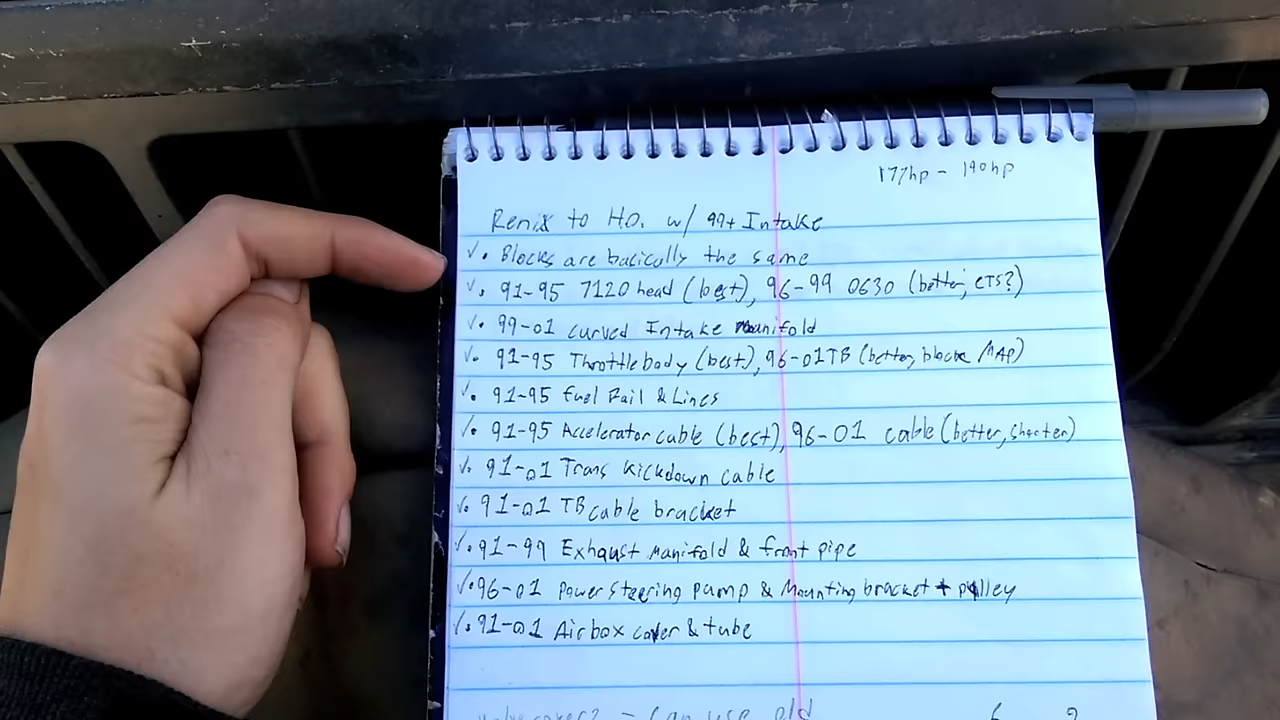 177hp - 190hp
Renix to H.O. w/ 99+ Intake
✓. Blocks are basically the same
✓. 91-95 7120 head (best), 96-99 0630 (better, CTS?)
✓. 99-01 curved Intake Manifold
✓. 91-95 Throttlebody (best), 96-01 TB (better, block MAP)
✓. 91-95 Fuel Rail & Lines
✓. 91-95 Accelerator cable (best), 96-01 cable (better, shorten)
✓. 91-01 Trans Kickdown cable
✓. 91-01 TB cable bracket
✓. 91-99 Exhaust Manifold & front pipe
✓. 96-01 Power Steering pump & Mounting bracket + pulley
✓. 91-01 Airbox cover & tube